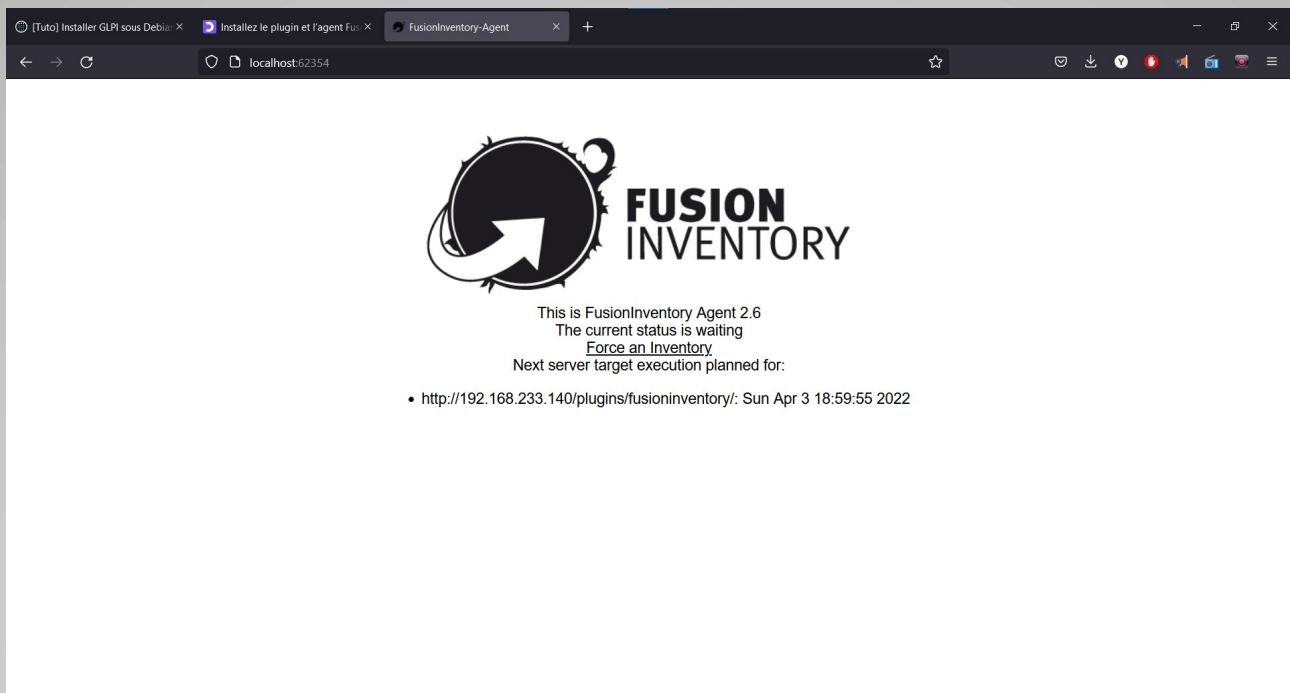 [Tuto] Installer GLPI sous Debian
Installez le plugin et l'agent Fus
FusionInventory-Agent
localhost:62354
Y
FUSION
INVENTORY
This is FusionInventory Agent 2.6
The current status is waiting
Force an Inventory
Next server target execution planned for:
• http://192.168.233.140/plugins/fusioninventory/: Sun Apr 3 18:59:55 2022